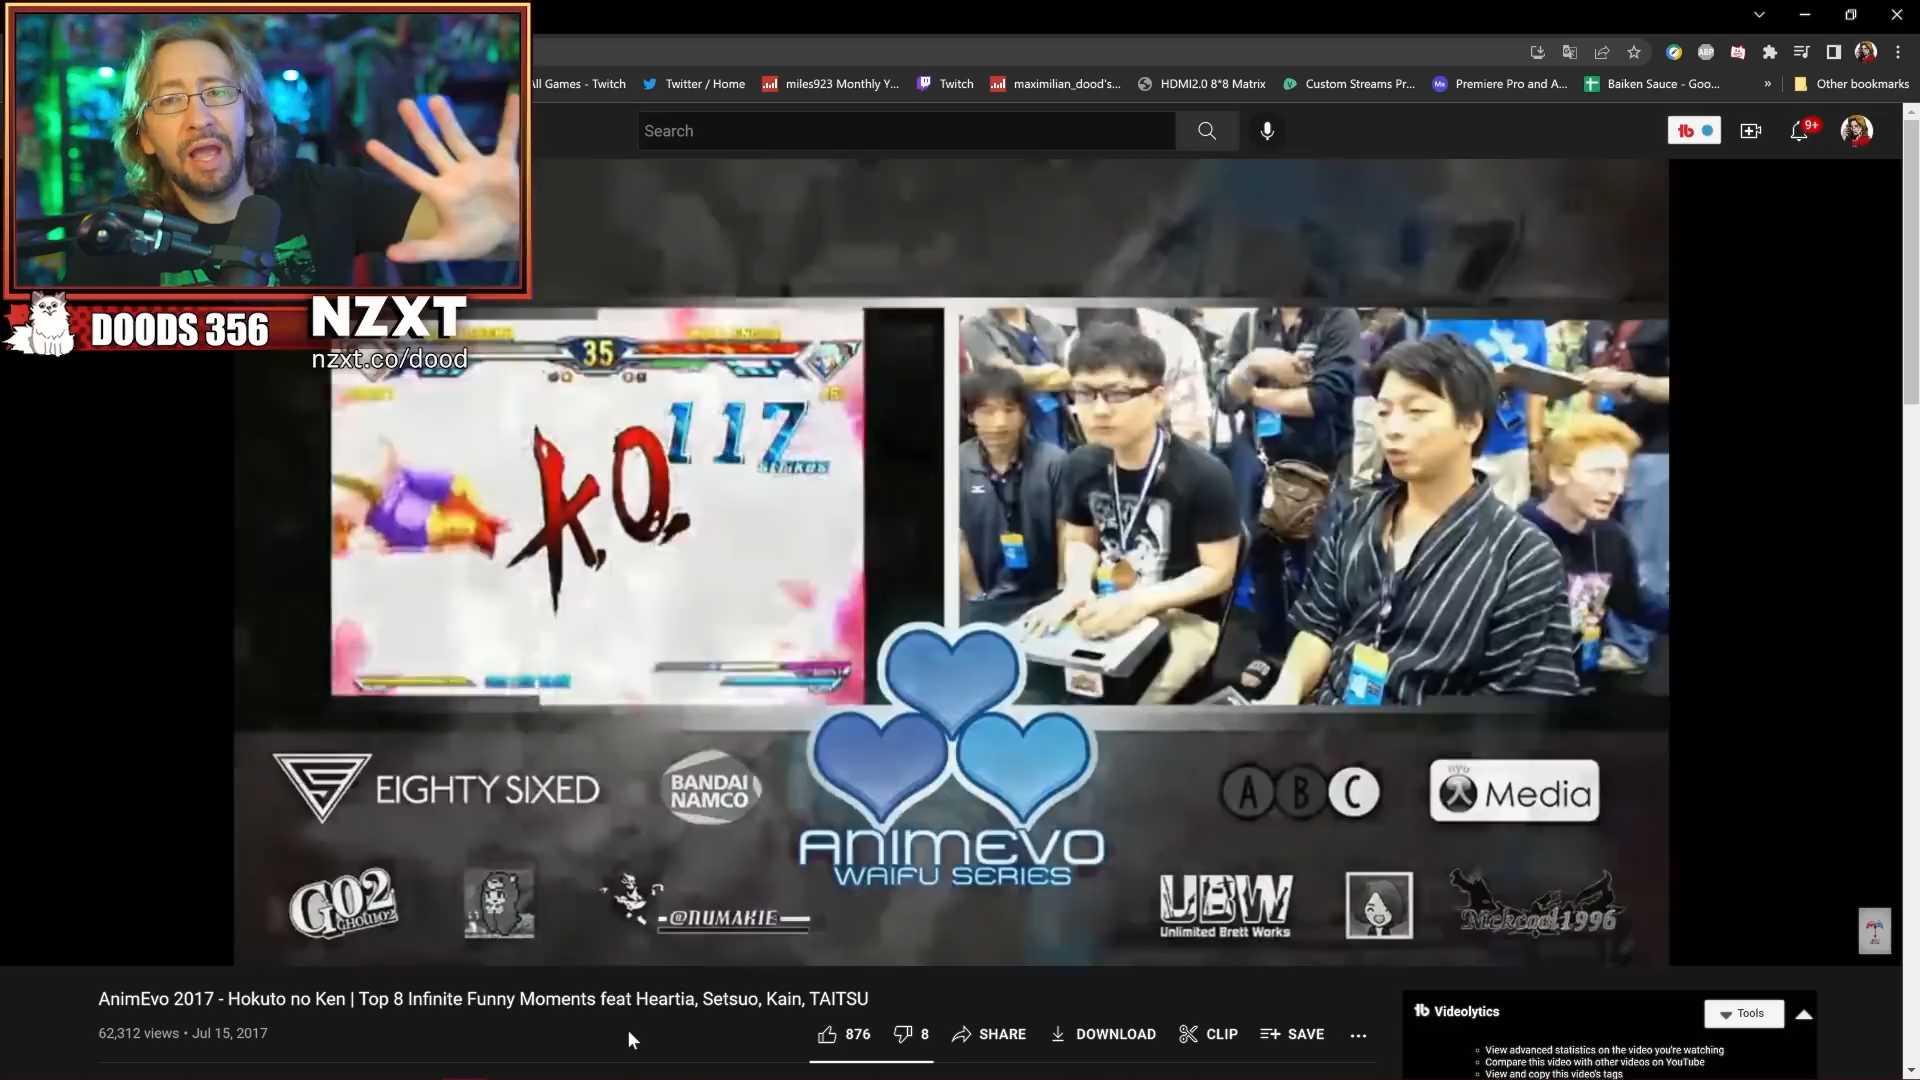 All Games - Twitch
Twitter / Home
miles923 Monthly Y...
Twitch
maximilian_dood's...
HDMI2.0 8*8 Matrix
Custom Streams Pr...
Premiere Pro and A...
Baiken Sauce - Goo...
»
Other bookmarks
Search
9+
DOODS 356
NZXT
nzxt.co/dood
35
117
K.O.
EIGHTY SIXED
BANDAI
NAMCO
ANIMEVO
WAIFU SERIES
A B C
Media
GO2
@NUMAKIE
UBW
Unlimited Brett Works
Nickcool1996
AnimEvo 2017 - Hokuto no Ken | Top 8 Infinite Funny Moments feat Heartia, Setsuo, Kain, TAITSU
62,312 views • Jul 15, 2017
876
8
SHARE
DOWNLOAD
CLIP
SAVE
...
Videolytics
Tools
View advanced statistics on the video you're watching
Compare this video with other videos on YouTube
View and copy this video's tags